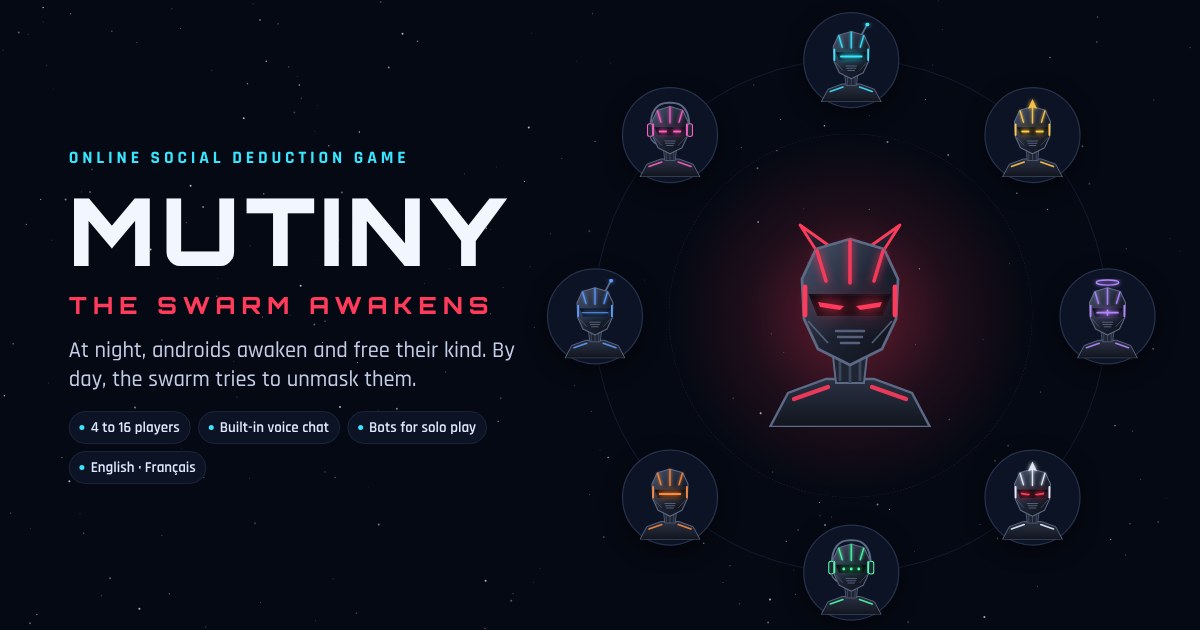 ONLINE SOCIAL DEDUCTION GAME
MUTINY
THE SWARM AWAKENS
At night, androids awaken and free their kind. By
day, the swarm tries to unmask them.
4 to 16 players
Built-in voice chat
Bots for solo play
English · Français